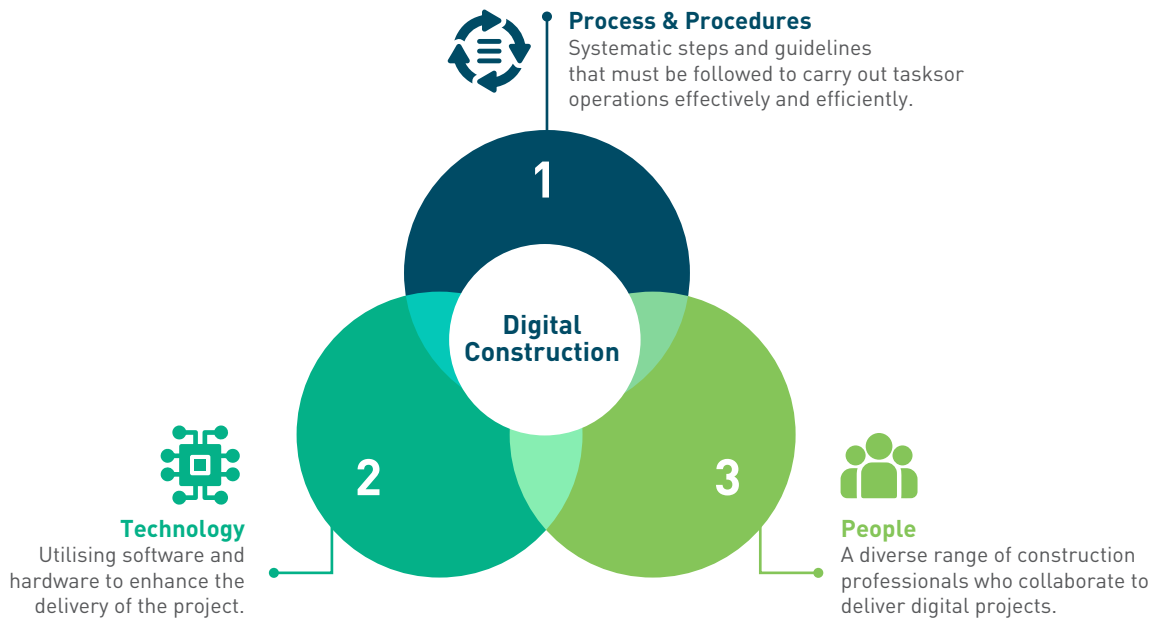 Process & Procedures
Systematic steps and guidelines
that must be followed to carry out tasksor
operations effectively and efficiently.
1
Digital
Construction
2
3
Technology
Utilising software and
hardware to enhance the
delivery of the project.
People
A diverse range of construction
professionals who collaborate to
deliver digital projects.